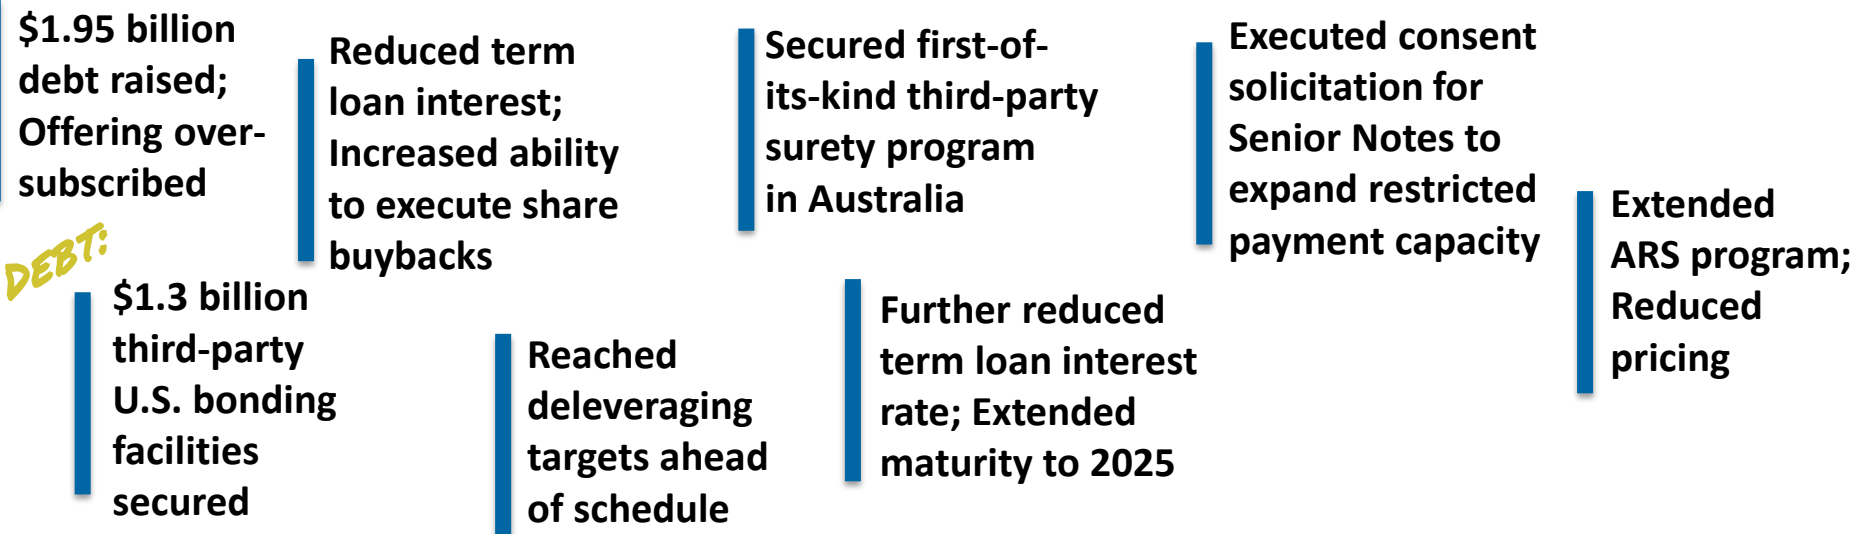 $1.95 billion
debt raised;
Offering over-
subscribed
Reduced term
loan interest;
Increased ability
to execute share
buybacks
Secured first-of-
its-kind third-party
surety program
in Australia
Executed consent
solicitation for
Senior Notes to
expand restricted
payment capacity
Extended
ARS program;
Reduced
pricing
DEBT:
$1.3 billion
third-party
U.S. bonding
facilities
secured
Reached
deleveraging
targets ahead
of schedule
Further reduced
term loan interest
rate; Extended
maturity to 2025